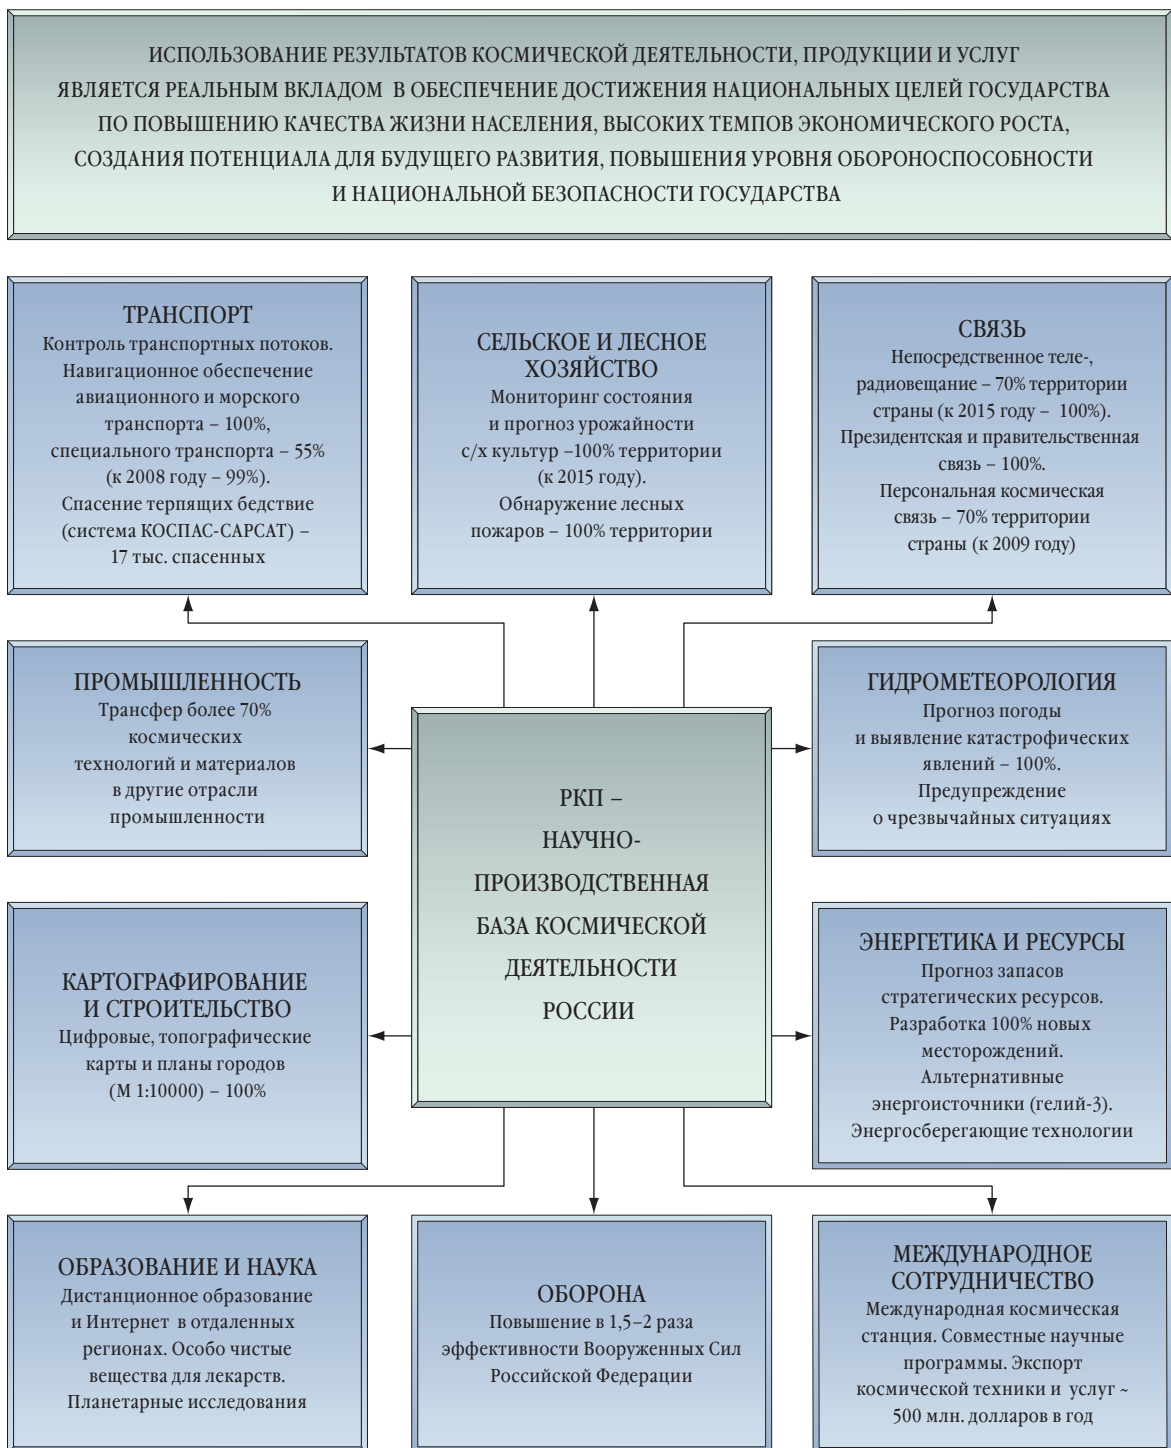 ИСПОЛЬЗОВАНИЕ РЕЗУЛЬТАТОВ КОСМИЧЕСКОЙ ДЕЯТЕЛЬНОСТИ, ПРОДУКЦИИ И УСЛУГ
ЯВЛЯЕТСЯ РЕАЛЬНЫМ ВКЛАДОМ В ОБЕСПЕЧЕНИЕ ДОСТИЖЕНИЯ НАЦИОНАЛЬНЫХ ЦЕЛЕЙ ГОСУДАРСТВА
ПО ПОВЫШЕНИЮ КАЧЕСТВА ЖИЗНИ НАСЕЛЕНИЯ, ВЫСОКИХ ТЕМПОВ ЭКОНОМИЧЕСКОГО РОСТА,
СОЗДАНИЯ ПОТЕНЦИАЛА ДЛЯ БУДУЩЕГО РАЗВИТИЯ, ПОВЫШЕНИЯ УРОВНЯ ОБОРОНОСПОСОБНОСТИ
И НАЦИОНАЛЬНОЙ БЕЗОПАСНОСТИ ГОСУДАРСТВА
ТРАНСПОРТ
Контроль транспортных потоков.
Навигационное обеспечение
авиационного и морского
транспорта – 100%,
специального транспорта – 55%
(к 2008 году – 99%).
Спасение терпящих бедствие
(система КОСПАС-САРСАТ) –
17 тыс. спасенных
СЕЛЬСКОЕ И ЛЕСНОЕ
ХОЗЯЙСТВО
Мониторинг состояния
и прогноз урожайности
с/х культур –100% территории
(к 2015 году).
Обнаружение лесных
пожаров – 100% территории
СВЯЗЬ
Непосредственное теле-,
радиовещание – 70% территории
страны (к 2015 году – 100%).
Президентская и правительственная
связь – 100%.
Персональная космическая
связь – 70% территории
страны (к 2009 году)
ПРОМЫШЛЕННОСТЬ
Трансфер более 70%
космических
технологий и материалов
в другие отрасли
промышленности
РКП –
НАУЧНО-
ПРОИЗВОДСТВЕННАЯ
БАЗА КОСМИЧЕСКОЙ
ДЕЯТЕЛЬНОСТИ
РОССИИ
ГИДРОМЕТЕОРОЛОГИЯ
Прогноз погоды
и выявление катастрофических
явлений – 100%.
Предупреждение
о чрезвычайных ситуациях
КАРТОГРАФИРОВАНИЕ
И СТРОИТЕЛЬСТВО
Цифровые, топографические
карты и планы городов
(М 1:10000) – 100%
ЭНЕРГЕТИКА И РЕСУРСЫ
Прогноз запасов
стратегических ресурсов.
Разработка 100% новых
месторождений.
Альтернативные
энергоисточники (гелий-3).
Энергосберегающие технологии
ОБРАЗОВАНИЕ И НАУКА
Дистанционное образование
и Интернет в отдаленных
регионах. Особо чистые
вещества для лекарств.
Планетарные исследования
ОБОРОНА
Повышение в 1,5–2 раза
эффективности Вооруженных Сил
Российской Федерации
МЕЖДУНАРОДНОЕ
СОТРУДНИЧЕСТВО
Международная космическая
станция. Совместные научные
программы. Экспорт
космической техники и услуг ~
500 млн. долларов в год